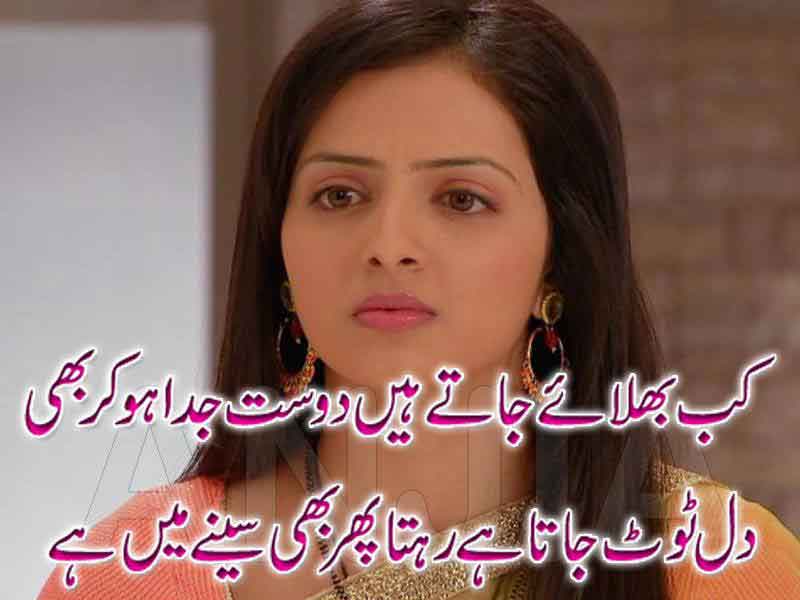 کب بھلائے جاتے ہیں دوست جدا ہو کر بھی
دل ٹوٹ جاتا ہے رہتا پھر بھی سینے میں ہے